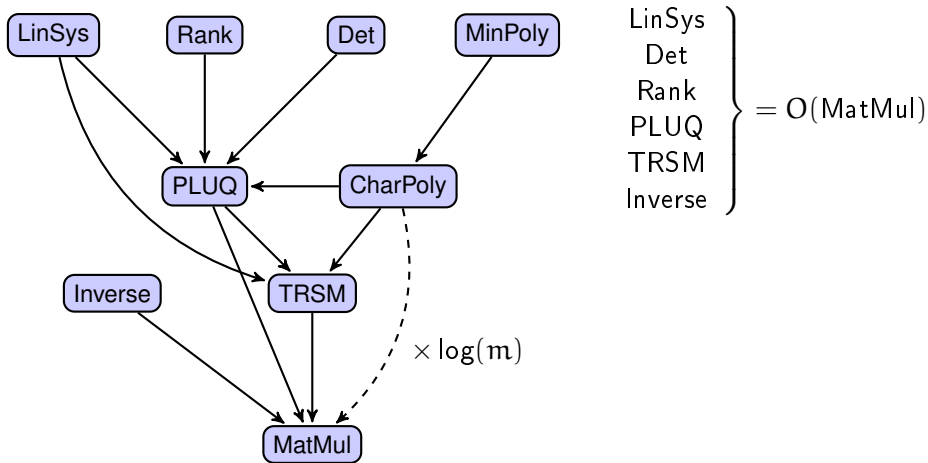 LinSys
Rank
Det
MinPoly
PLUQ
CharPoly
Inverse
TRSM
× log(m)
MatMul
LinSys
Det
Rank
PLUQ
TRSM
Inverse
= O(MatMul)